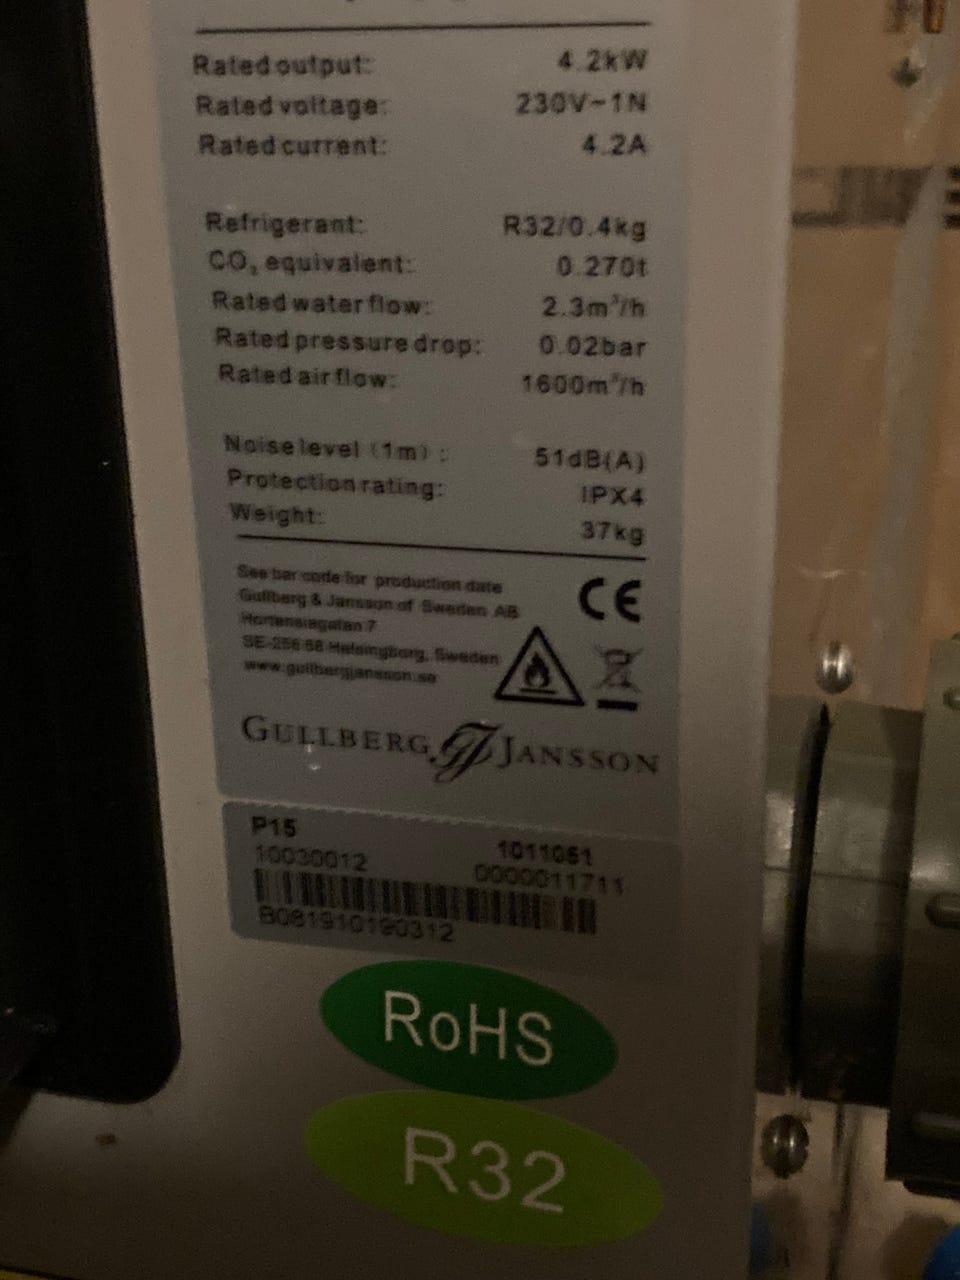 Rated output: 4.2kW
Rated voltage: 230V~1N
Rated current: 4.2A
Refrigerant: R32/0.4kg
CO₂ equivalent: 0.270t
Rated water flow: 2.3m³/h
Rated pressure drop: 0.02bar
Rated air flow: 1600m³/h
Noise level (1m) : 51dB(A)
Protection rating: IPX4
Weight: 37kg
See bar code for production date
Gullberg & Jansson of Sweden AB
Hortensiagatan 7
SE-256 68 Helsingborg, Sweden
www.gullbergjansson.se
CE
GULLBERG GJ JANSSON
P15 1011051
10030012 0000011711
B081910190312
RoHS
R32